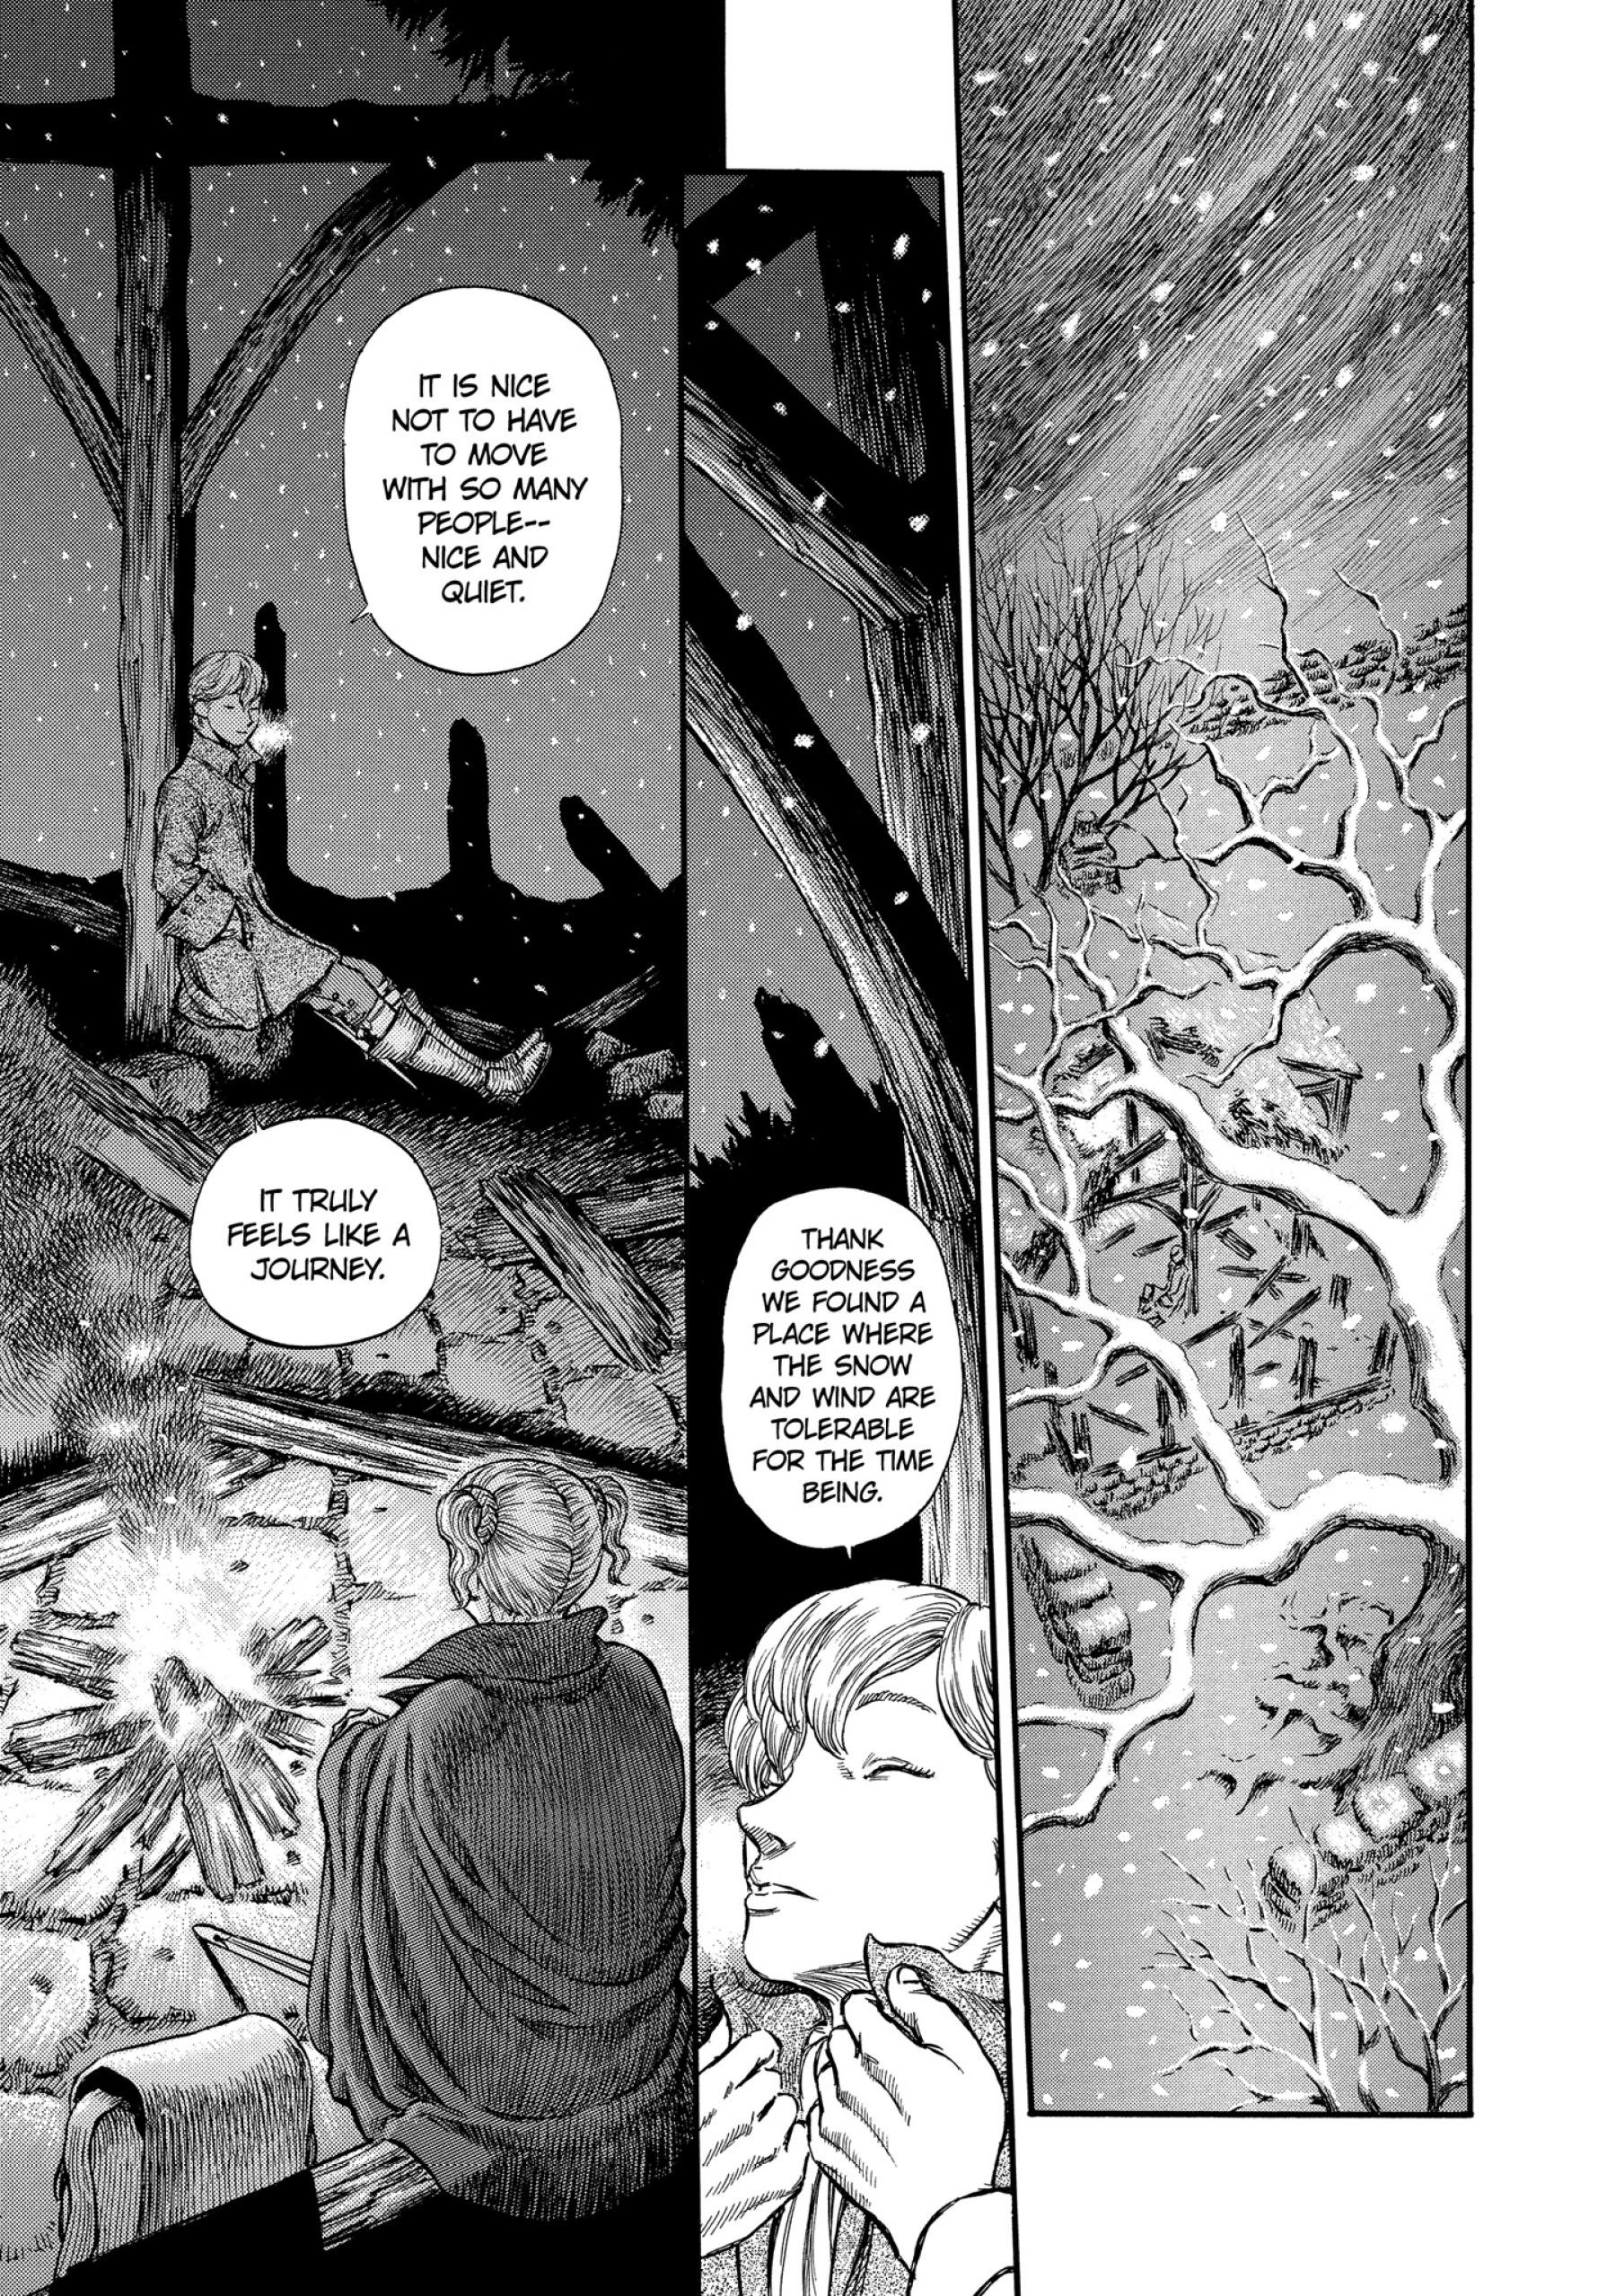 THANK
GOODNESS
WE FOUND A
PLACE WHERE
THE SNOW
AND WIND ARE
TOLERABLE
FOR THE TIME
BEING.
IT IS NICE
NOT TO HAVE
TO MOVE
WITH SO MANY
PEOPLE--
NICE AND
QUIET.
IT TRULY
FEELS LIKE A
JOURNEY.